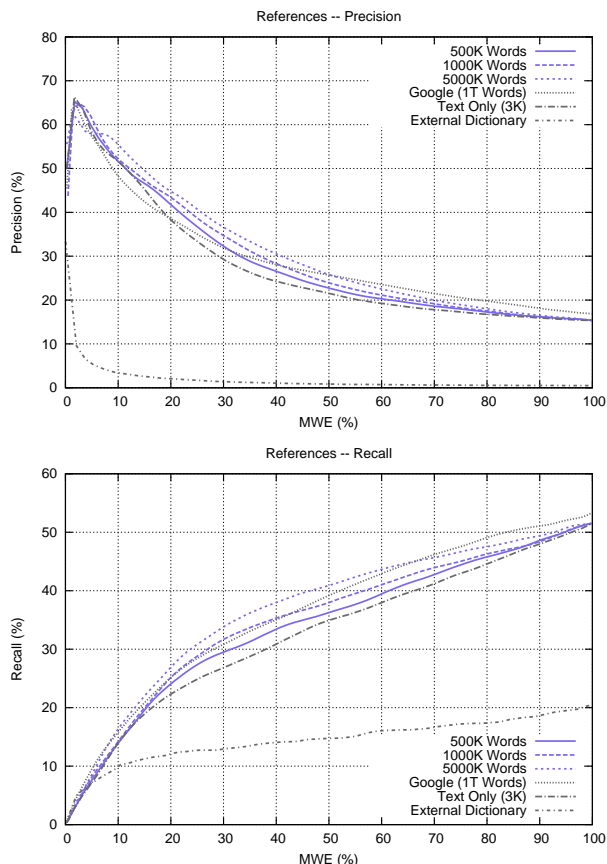 References -- Precision
80
70
60
50
40
30
20
10
0
Precision (%)
500K Words
1000K Words
5000K Words
Google (1T Words)
Text Only (3K)
External Dictionary
0 10 20 30 40 50 60 70 80 90 100
MWE (%)
References -- Recall
60
50
40
30
20
10
0
Recall (%)
500K Words
1000K Words
5000K Words
Google (1T Words)
Text Only (3K)
External Dictionary
0 10 20 30 40 50 60 70 80 90 100
MWE (%)